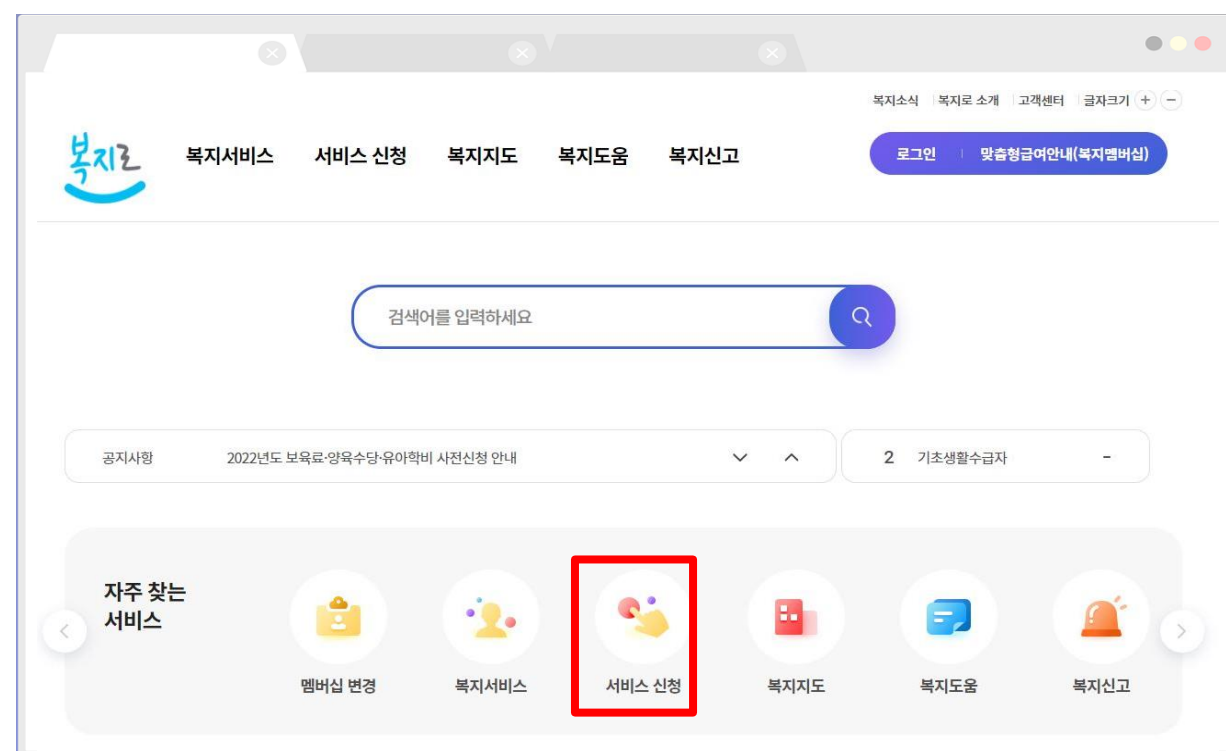 복지소식 복지로 소개 고객센터 글자크기 + -
복지로 복지서비스 서비스 신청 복지지도 복지도움 복지신고 로그인 맞춤형급여안내(복지멤버십)
검색어를 입력하세요
공지사항 2022년도 보육료·양육수당·유아학비 사전신청 안내 2 기초생활수급자 -
자주 찾는
서비스
멤버십 변경 복지서비스 서비스 신청 복지지도 복지도움 복지신고